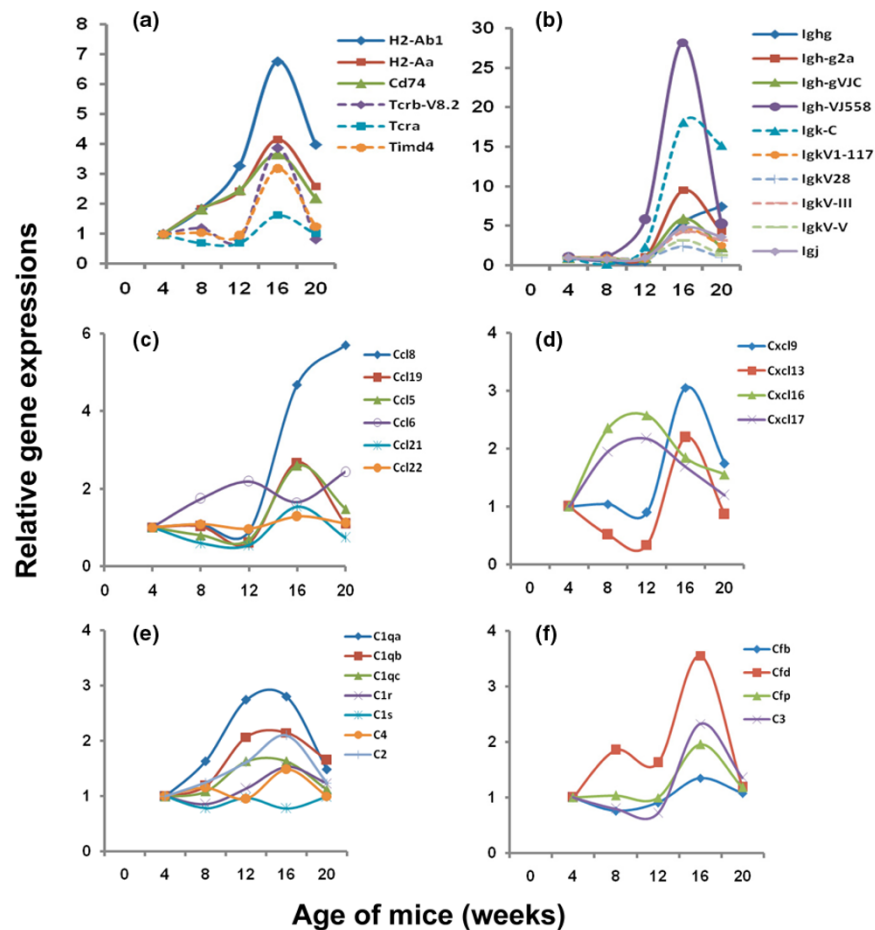 Relative gene expressions
(a)
8
7
6
5
4
3
2
1
0
0 4 8 12 16 20
H2-Ab1
H2-Aa
Cd74
Tcrb-V8.2
Tcra
Timd4
(b)
30
25
20
15
10
5
0
0 4 8 12 16 20
Ighg
Igh-g2a
Igh-gVJC
Igh-VJ558
Igk-C
IgkV1-117
IgkV28
IgkV-III
IgkV-V
Igj
(c)
6
4
2
0
0 4 8 12 16 20
Ccl8
Ccl19
Ccl5
Ccl6
Ccl21
Ccl22
(d)
4
3
2
1
0
0 4 8 12 16 20
Cxcl9
Cxcl13
Cxcl16
Cxcl17
(e)
4
3
2
1
0
0 4 8 12 16 20
C1qa
C1qb
C1qc
C1r
C1s
C4
C2
(f)
4
3
2
1
0
0 4 8 12 16 20
Cfb
Cfd
Cfp
C3
Age of mice (weeks)